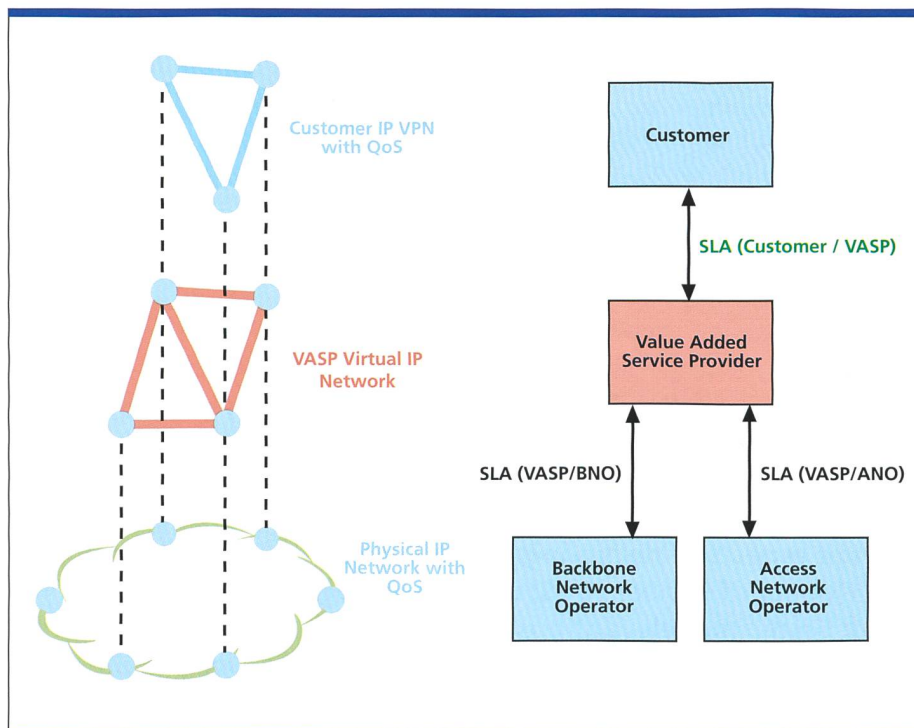 Customer IP VPN
with QoS
VASP Virtual IP
Network
Physical IP
Network with
QoS
Customer
SLA (Customer / VASP)
Value Added
Service Provider
SLA (VASP/BNO)
SLA (VASP/ANO)
Backbone
Network
Operator
Access
Network
Operator